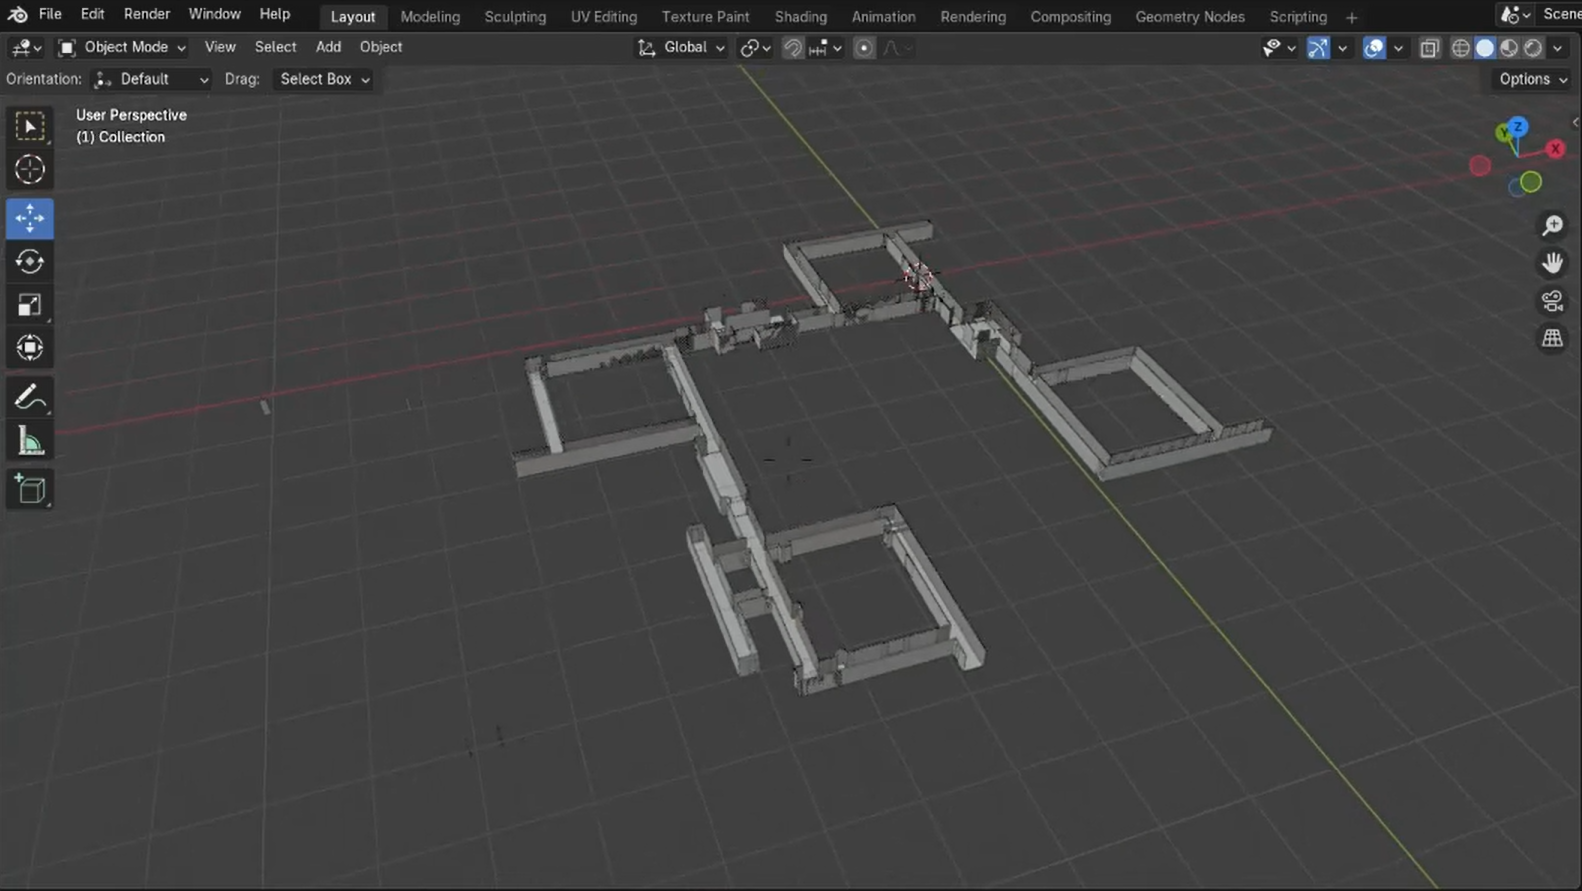 File Edit Render Window Help Layout Modeling Sculpting UV Editing Texture Paint Shading Animation Rendering Compositing Geometry Nodes Scripting + Scene
Object Mode View Select Add Object Global
Orientation: Default Drag: Select Box Options
User Perspective
(1) Collection
Z
Y
X